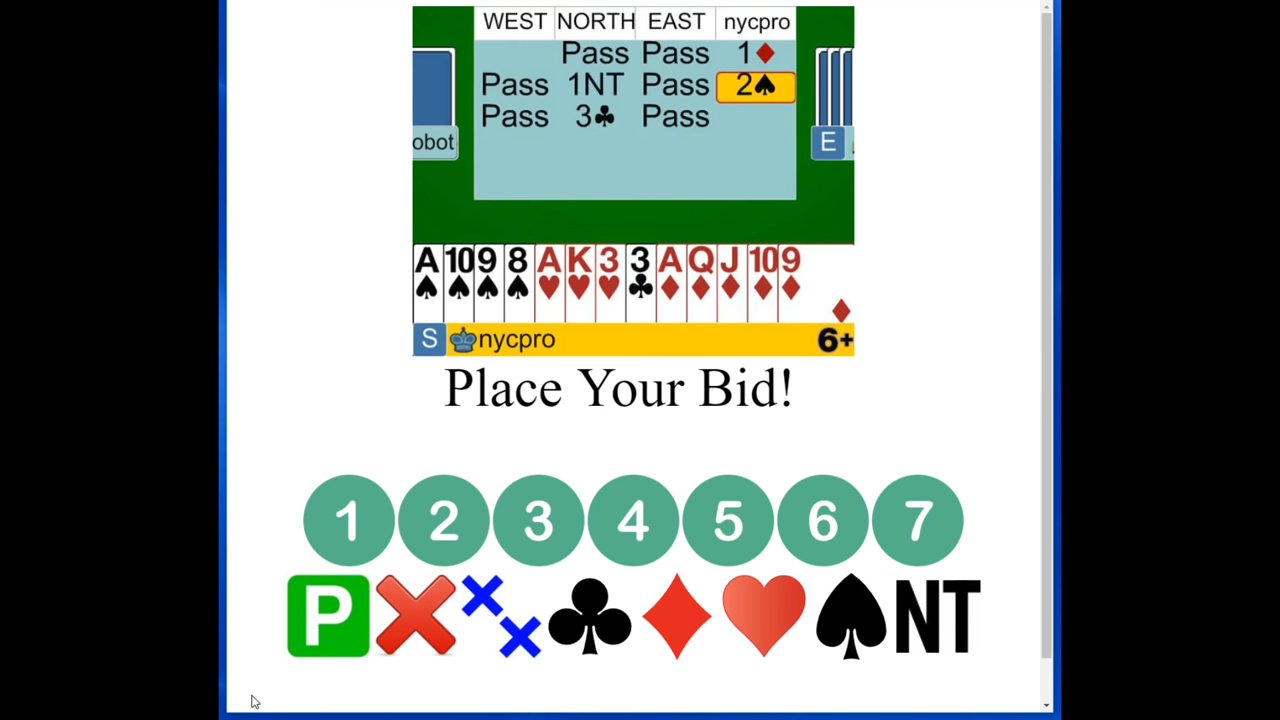 WEST NORTH EAST nycpro
Pass Pass 1♦
Pass 1NT Pass 2♠
Pass 3♣ Pass
obot E
A 10 9 8 A K 3 3 A Q J 10 9
♠ ♠ ♠ ♠ ♥ ♥ ♥ ♣ ♦ ♦ ♦ ♦ ♦
S nycpro 6+
Place Your Bid!
1 2 3 4 5 6 7
P ♣ ♦ ♥ ♠ NT